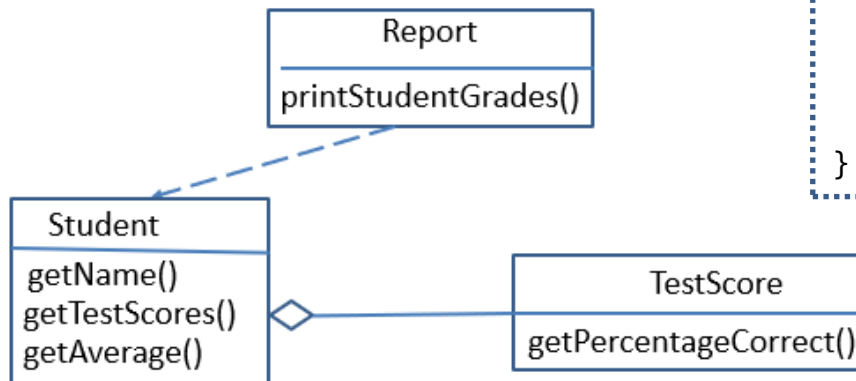 Report
printStudentGrades()
}
Student
getName()
getTestScores()
getAverage()
TestScore
getPercentageCorrect()